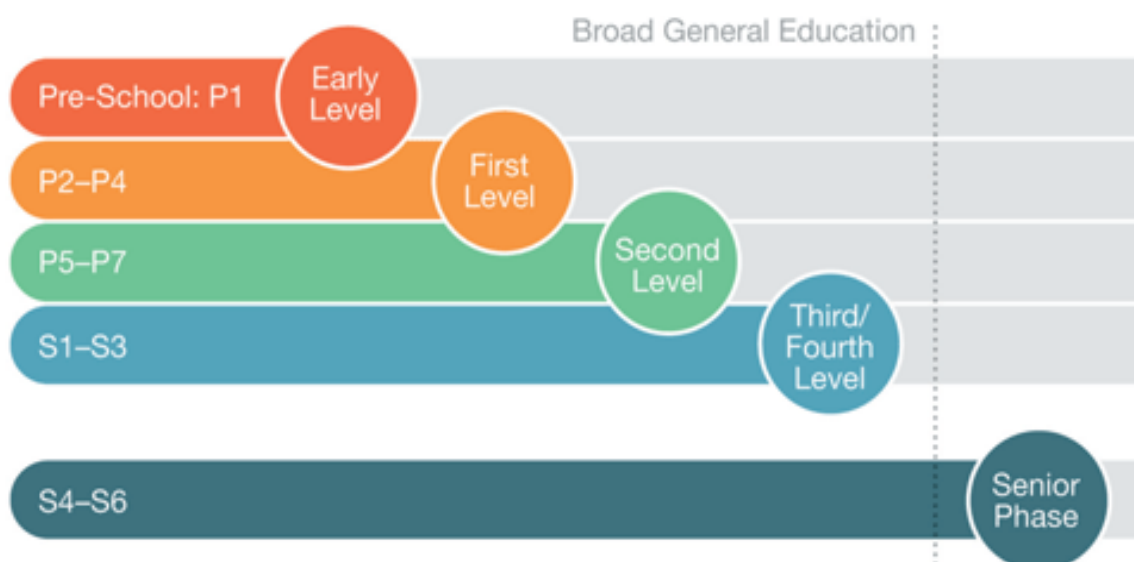 Broad General Education
Pre-School: P1
Early
Level
P2–P4
First
Level
P5–P7
Second
Level
S1–S3
Third/
Fourth
Level
S4–S6
Senior
Phase